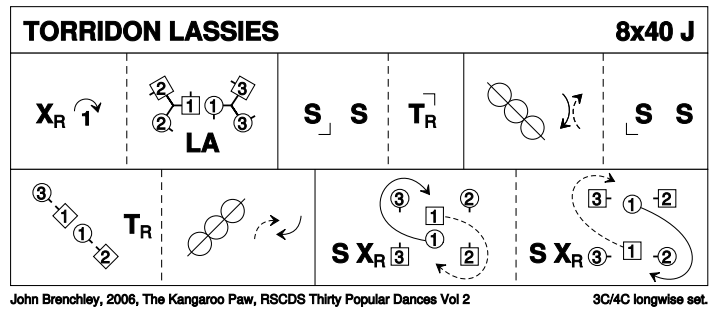 TORRIDON LASSIES 8x40 J
XR 1 2 2 1 1 3 3 LA S S TR S S
3 1 1 2 TR S XR 3 2 1 1 3 2 S XR 3 1 2 3 1 2
John Brenchley, 2006, The Kangaroo Paw, RSCDS Thirty Popular Dances Vol 2 3C/4C longwise set.